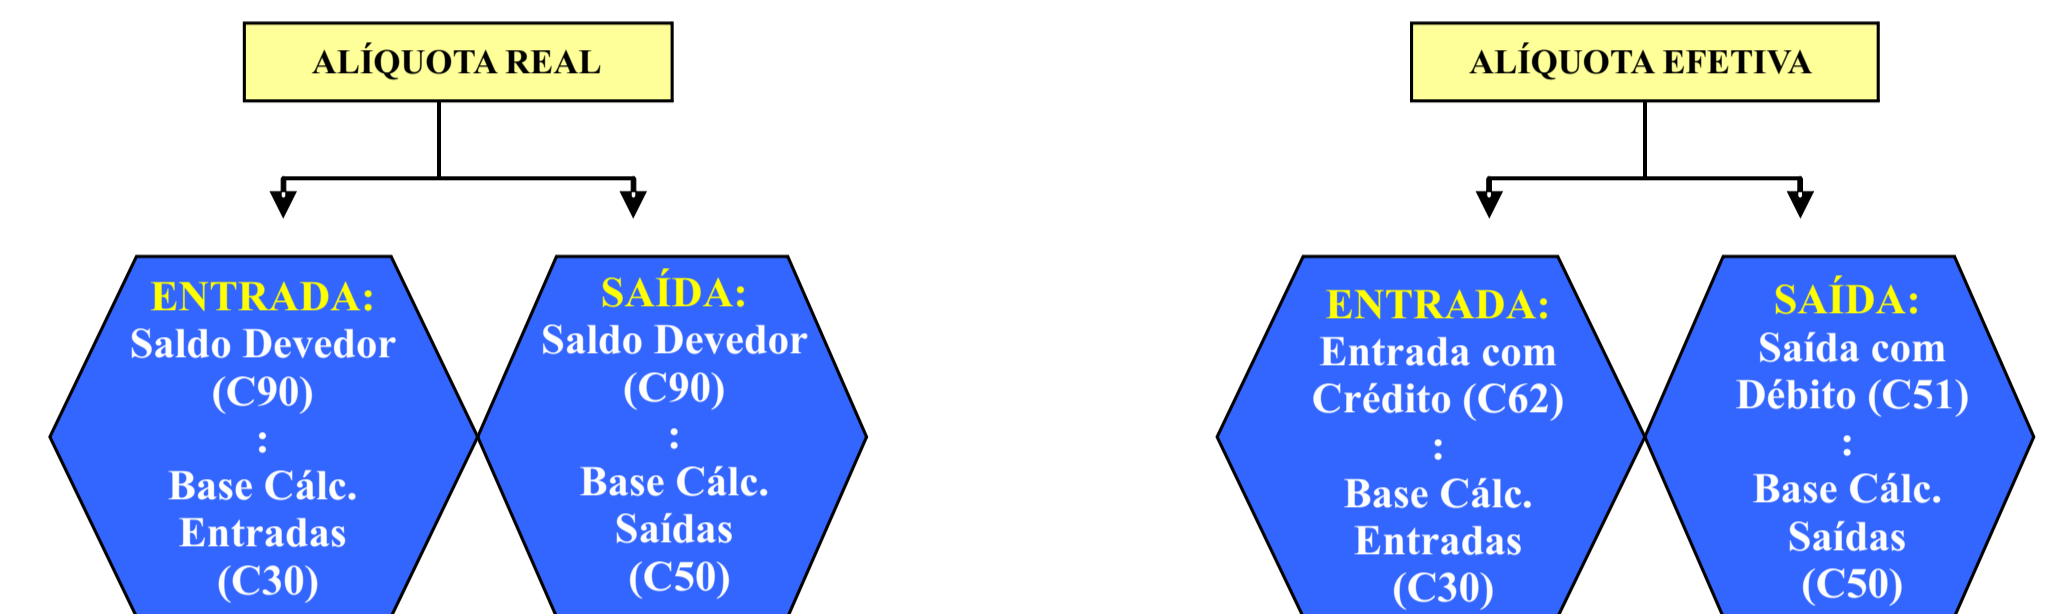 ALÍQUOTA REAL
ALÍQUOTA EFETIVA
ENTRADA:
Saldo Devedor
(C90)
:
Base Cálc.
Entradas
(C30)
SAÍDA:
Saldo Devedor
(C90)
:
Base Cálc.
Saídas
(C50)
ENTRADA:
Entrada com
Crédito (C62)
:
Base Cálc.
Entradas
(C30)
SAÍDA:
Saída com
Débito (C51)
:
Base Cálc.
Saídas
(C50)